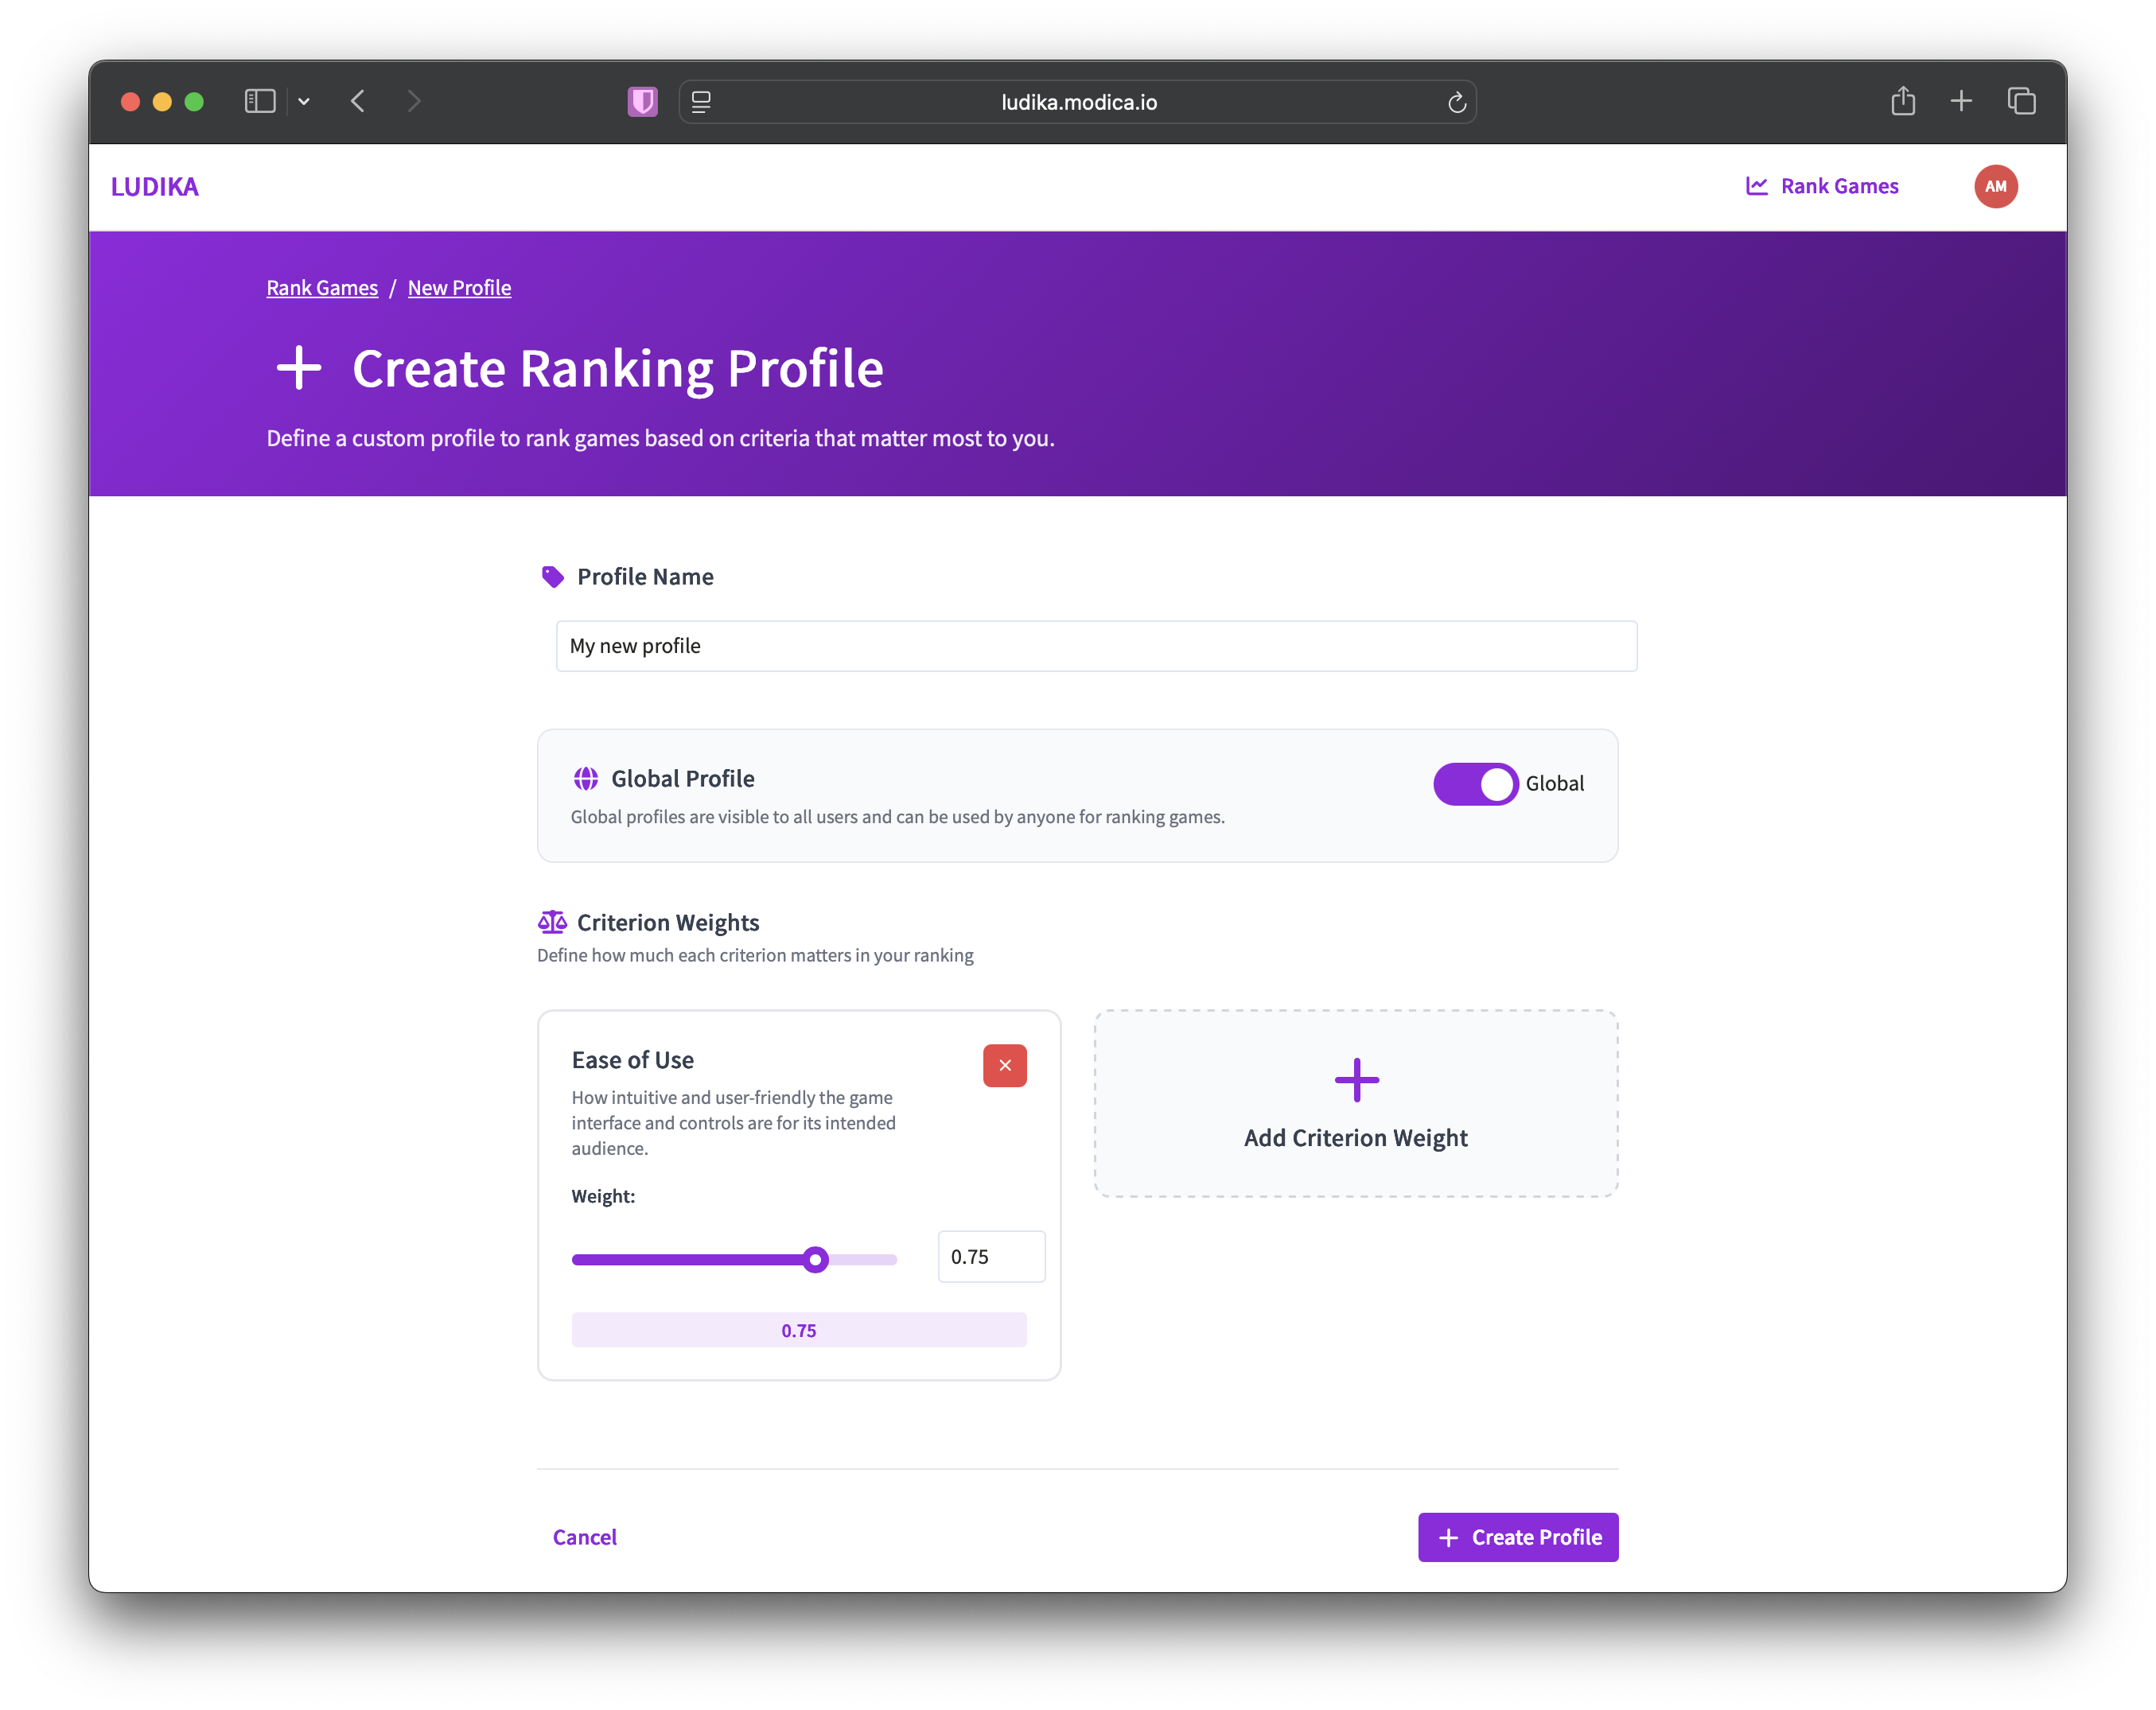 ludika.modica.io
LUDIKA
Rank Games
AM
Rank Games / New Profile
Create Ranking Profile
Define a custom profile to rank games based on criteria that matter most to you.
Profile Name
My new profile
Global Profile
Global
Global profiles are visible to all users and can be used by anyone for ranking games.
Criterion Weights
Define how much each criterion matters in your ranking
Ease of Use
How intuitive and user-friendly the game
interface and controls are for its intended
audience.
Weight:
0.75
0.75
Add Criterion Weight
Cancel
Create Profile